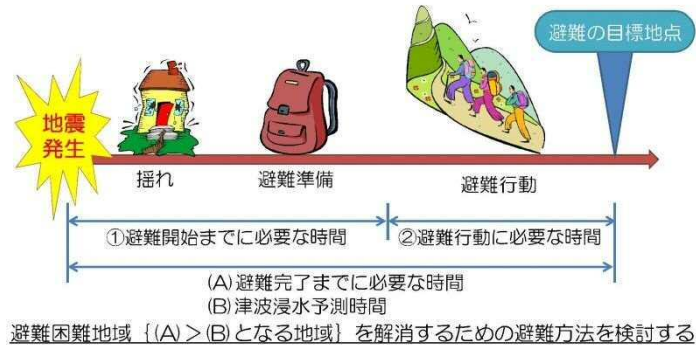 避難の目標地点
地震
発生
揺れ
避難準備
避難行動
①避難開始までに必要な時間
②避難行動に必要な時間
(A)避難完了までに必要な時間
(B)津波浸水予測時間
避難困難地域｛(A)＞(B)となる地域｝を解消するための避難方法を検討する